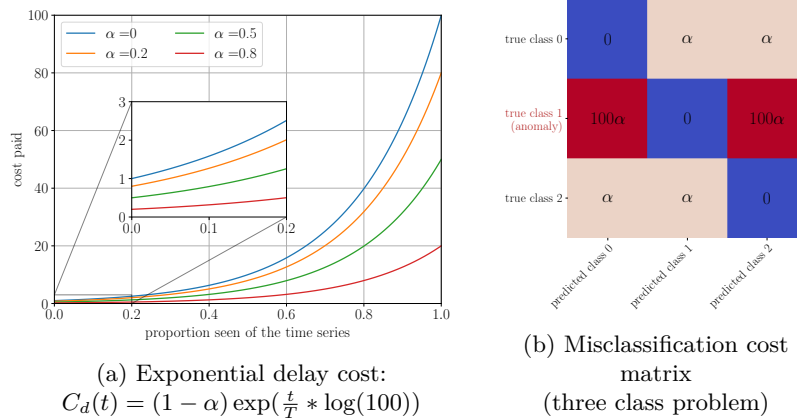 100
80
60
40
20
0
cost paid
α =0
α =0.2
α =0.5
α =0.8
3
2
1
0
0.0 0.1 0.2
0.0 0.2 0.4 0.6 0.8 1.0
proportion seen of the time series
(a) Exponential delay cost:
C_d(t) = (1 − α) exp(\frac{t}{T} ∗ log(100))
true class 0
0 α α
true class 1
(anomaly)
100α 0 100α
true class 2
α α 0
predicted class 0
predicted class 1
predicted class 2
(b) Misclassification cost
matrix
(three class problem)